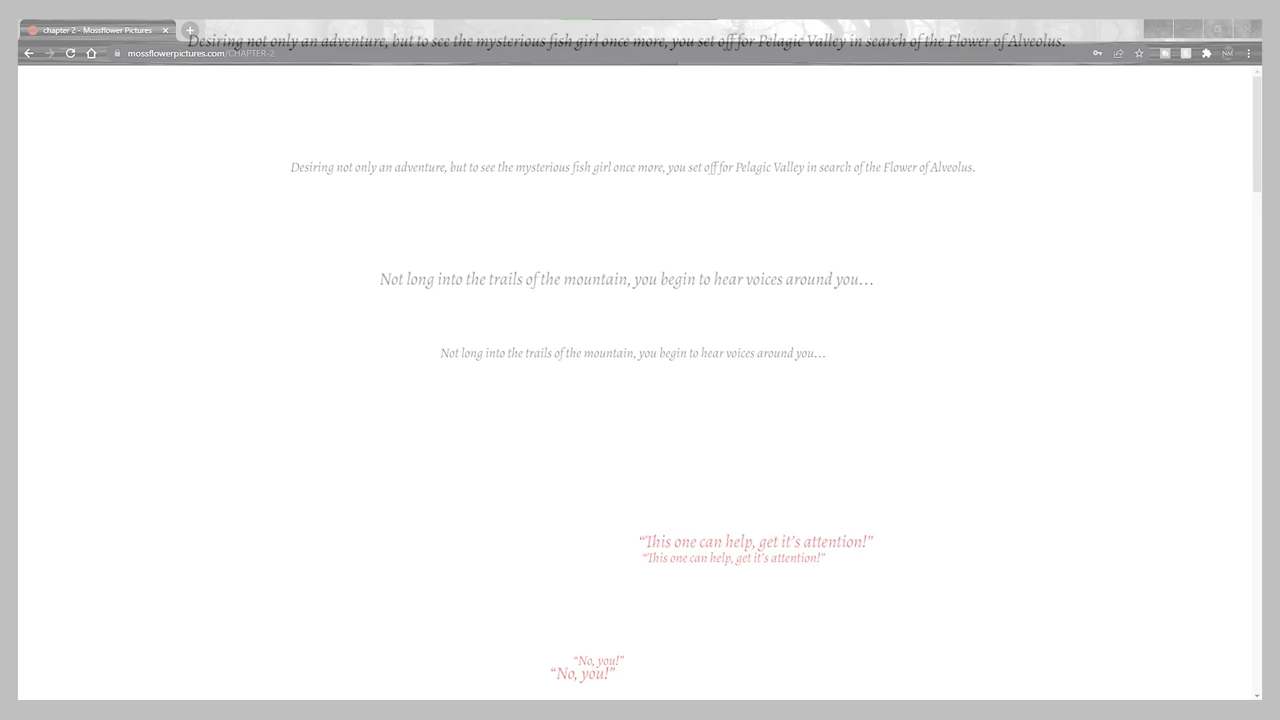 chapter 2 - Mossflower Pictures
Desiring not only an adventure, but to see the mysterious fish girl once more, you set off for Pelagic Valley in search of the Flower of Alveolus.
mossflowerpictures.com/CHAPTER-2
NM
Desiring not only an adventure, but to see the mysterious fish girl once more, you set off for Pelagic Valley in search of the Flower of Alveolus.
Not long into the trails of the mountain, you begin to hear voices around you…
Not long into the trails of the mountain, you begin to hear voices around you…
“This one can help, get it’s attention!”
“This one can help, get it’s attention!”
“No, you!”
“No, you!”